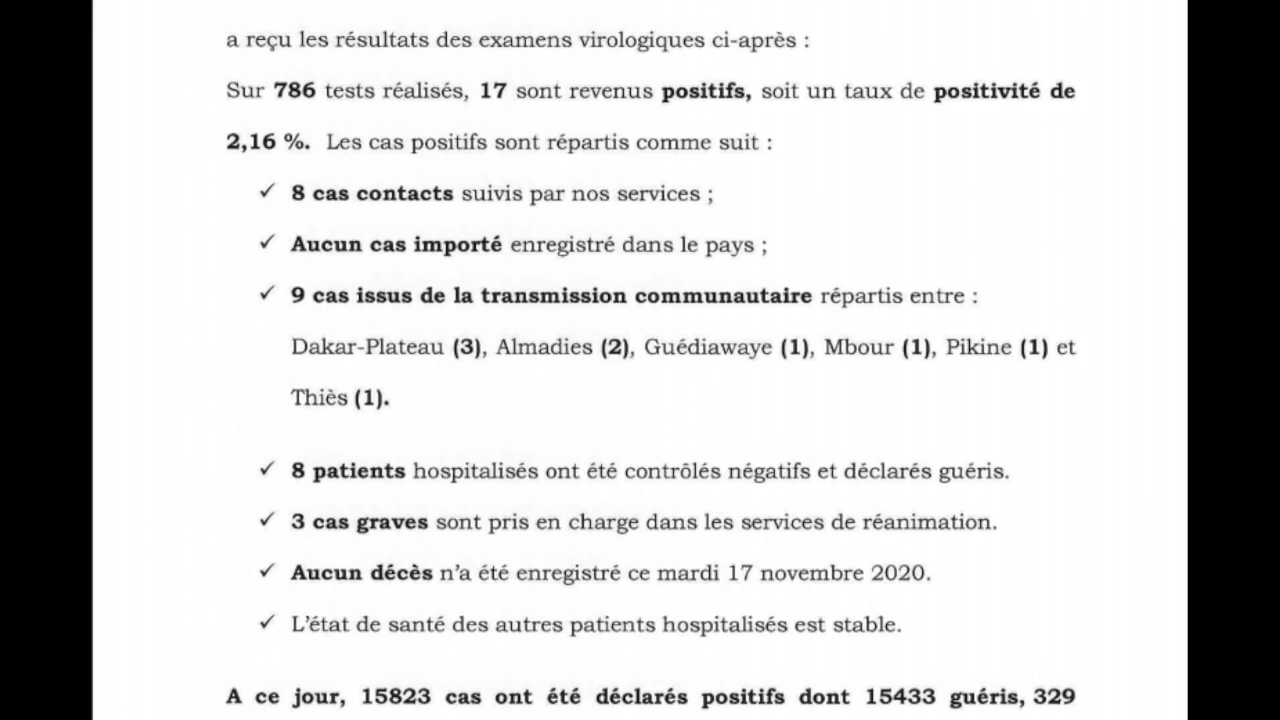 a reçu les résultats des examens virologiques ci-après :
Sur 786 tests réalisés, 17 sont revenus positifs, soit un taux de positivité de
2,16 %. Les cas positifs sont répartis comme suit :
✓ 8 cas contacts suivis par nos services ;
✓ Aucun cas importé enregistré dans le pays ;
✓ 9 cas issus de la transmission communautaire répartis entre :
Dakar-Plateau (3), Almadies (2), Guédiawaye (1), Mbour (1), Pikine (1) et
Thiès (1).
✓ 8 patients hospitalisés ont été contrôlés négatifs et déclarés guéris.
✓ 3 cas graves sont pris en charge dans les services de réanimation.
✓ Aucun décès n’a été enregistré ce mardi 17 novembre 2020.
✓ L’état de santé des autres patients hospitalisés est stable.
A ce jour, 15823 cas ont été déclarés positifs dont 15433 guéris, 329